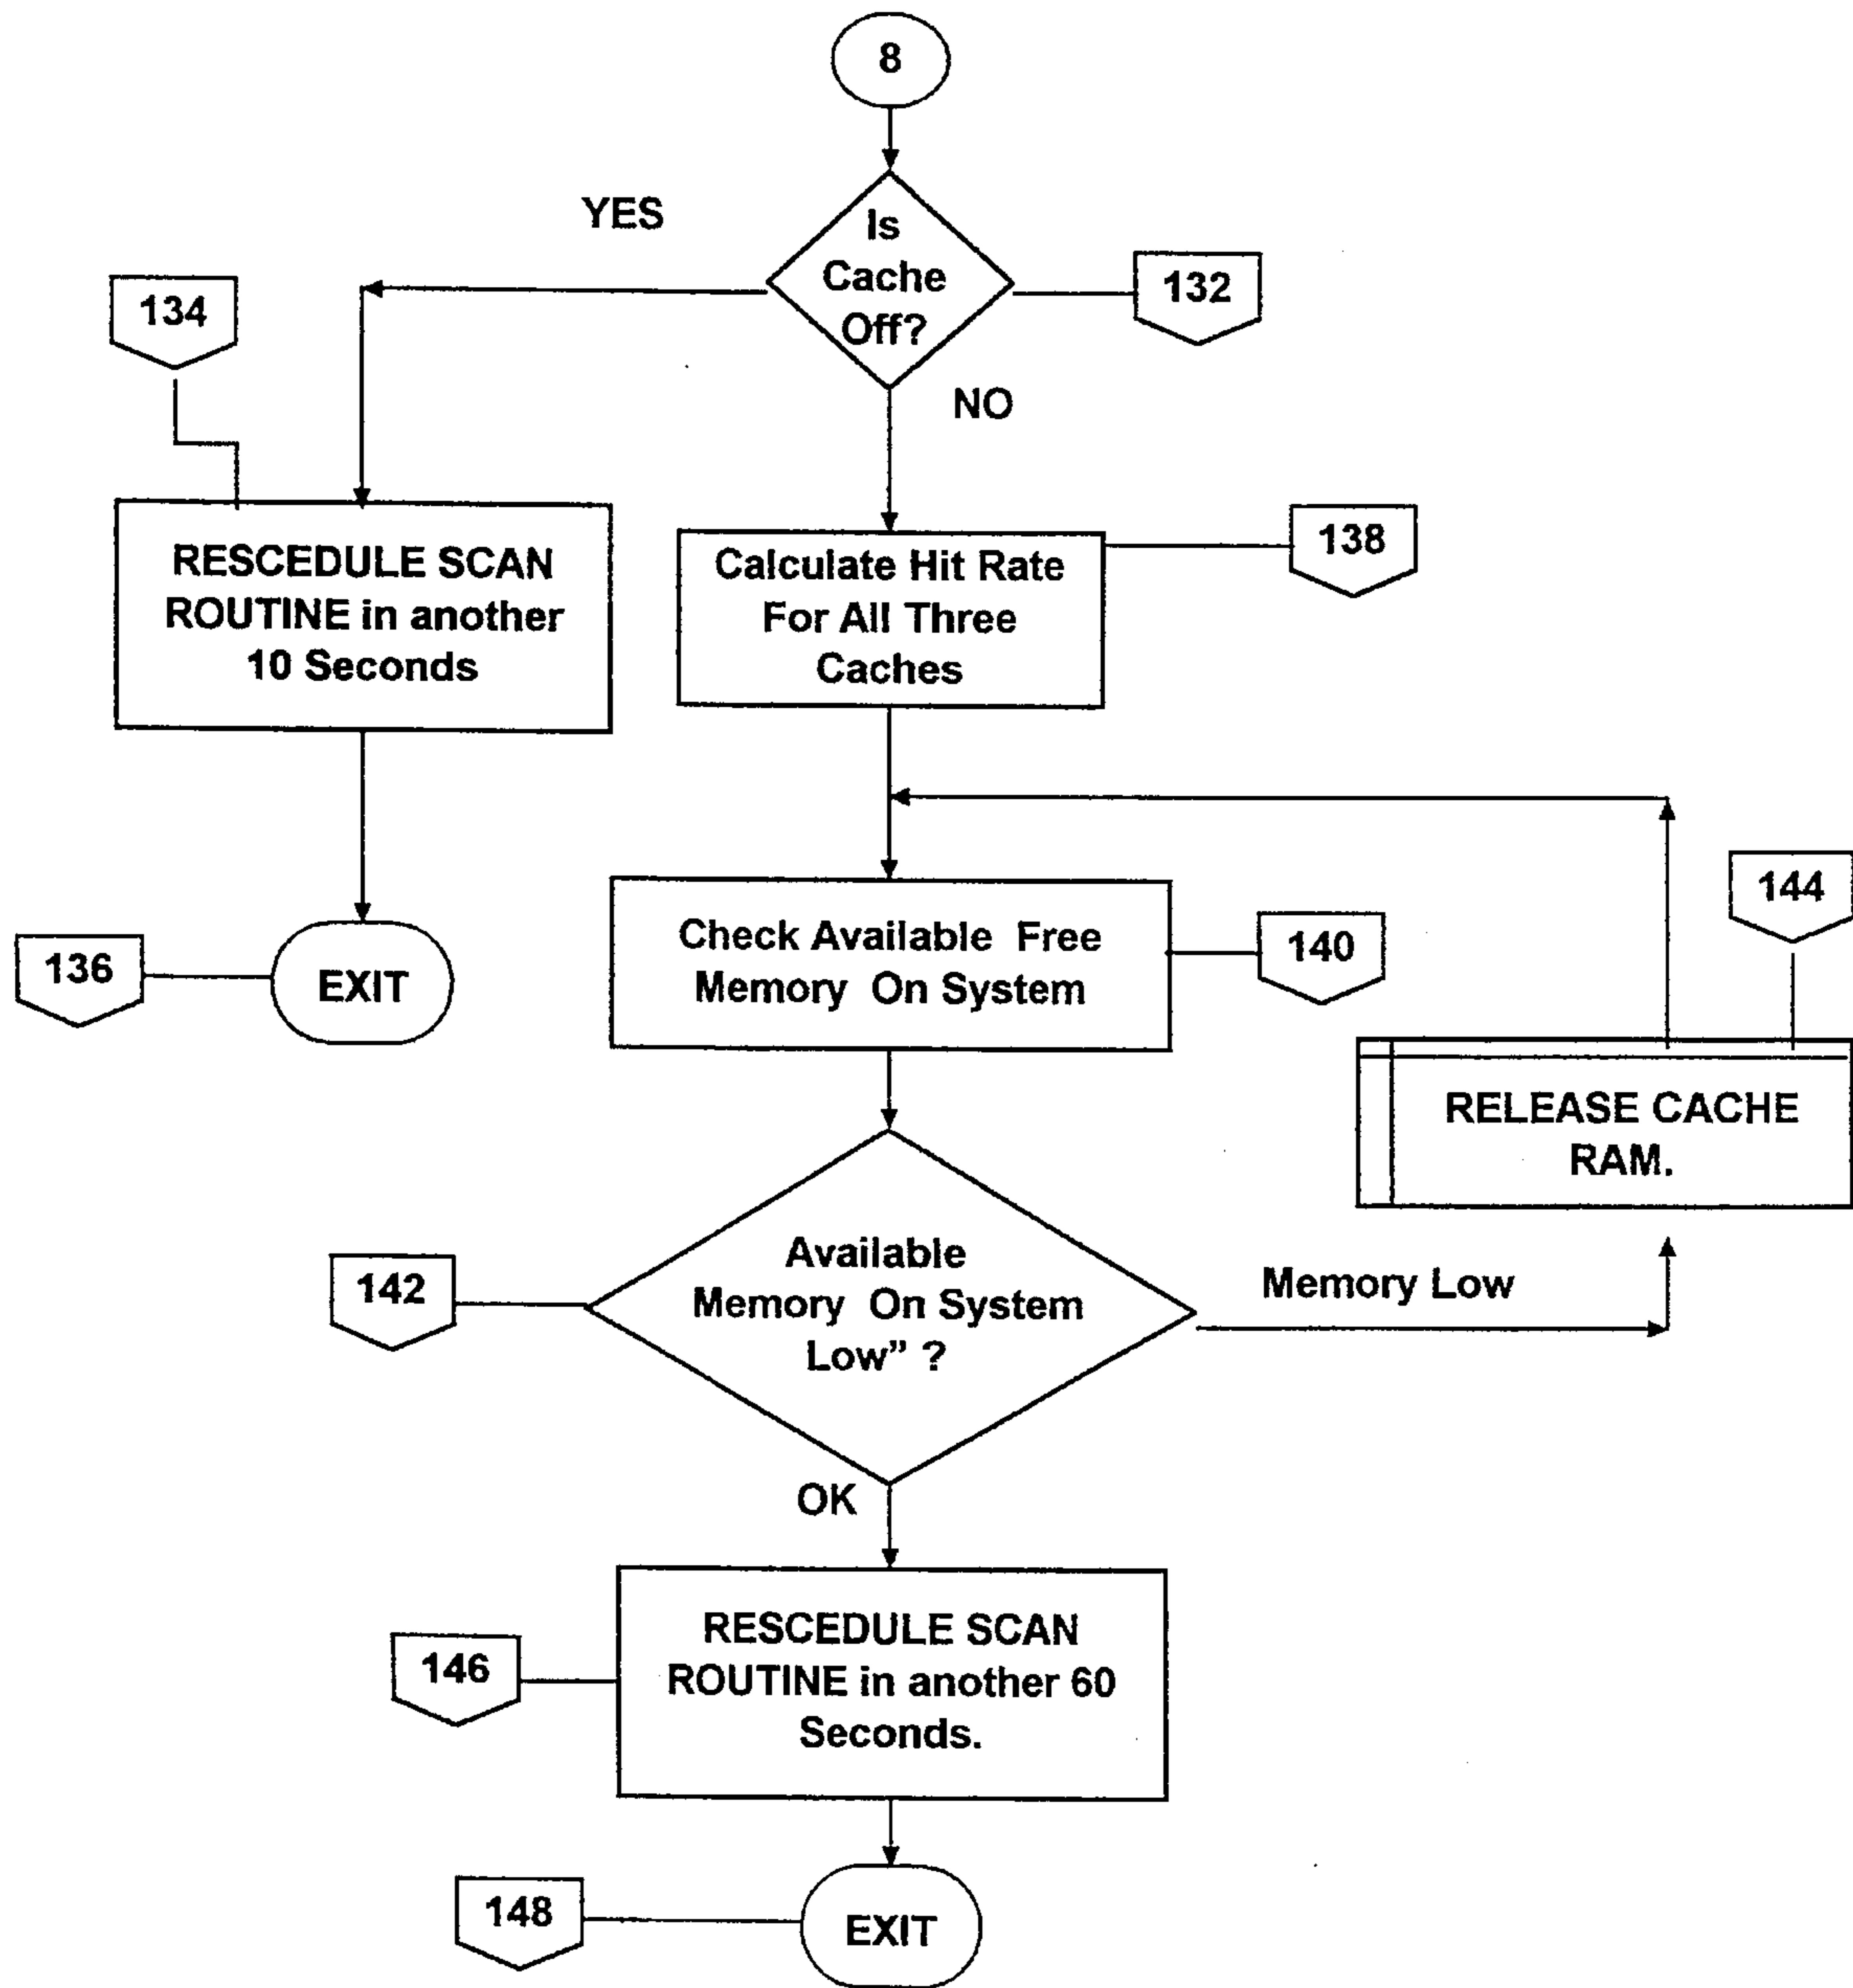 8
Is
Cache
Off?
YES
132
134
NO
RESCEDULE SCAN
ROUTINE in another
10 Seconds
Calculate Hit Rate
For All Three
Caches
138
136
EXIT
Check Available Free
Memory On System
140
144
RELEASE CACHE
RAM.
142
Available
Memory On System
Low” ?
Memory Low
OK
146
RESCEDULE SCAN
ROUTINE in another 60
Seconds.
148
EXIT